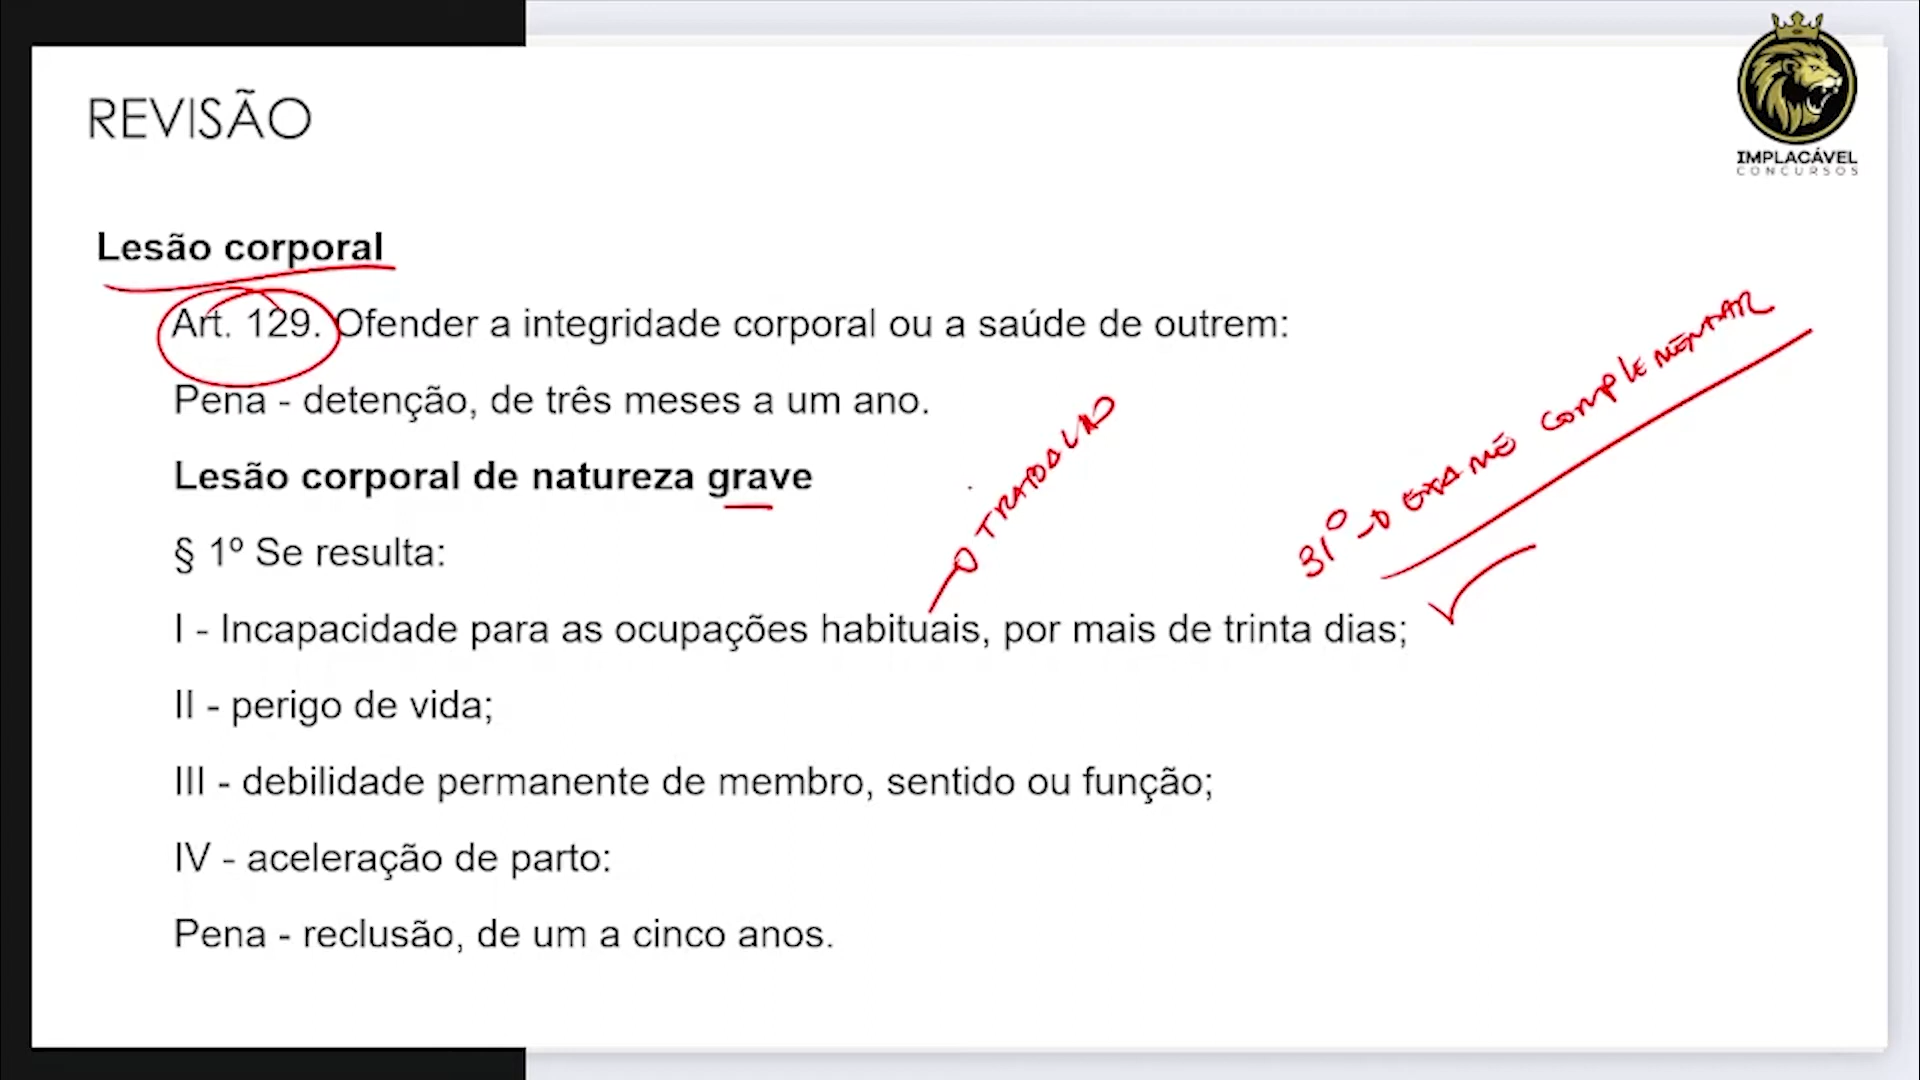 REVISÃO
IMPLACÁVEL
CONCURSOS
Lesão corporal
Art. 129. Ofender a integridade corporal ou a saúde de outrem:
Pena - detenção, de três meses a um ano.
Lesão corporal de natureza grave
§ 1º Se resulta:
31º → EXAME COMPLEMENTAR
I - Incapacidade para as ocupações habituais, por mais de trinta dias;
II - perigo de vida;
III - debilidade permanente de membro, sentido ou função;
IV - aceleração de parto:
Pena - reclusão, de um a cinco anos.